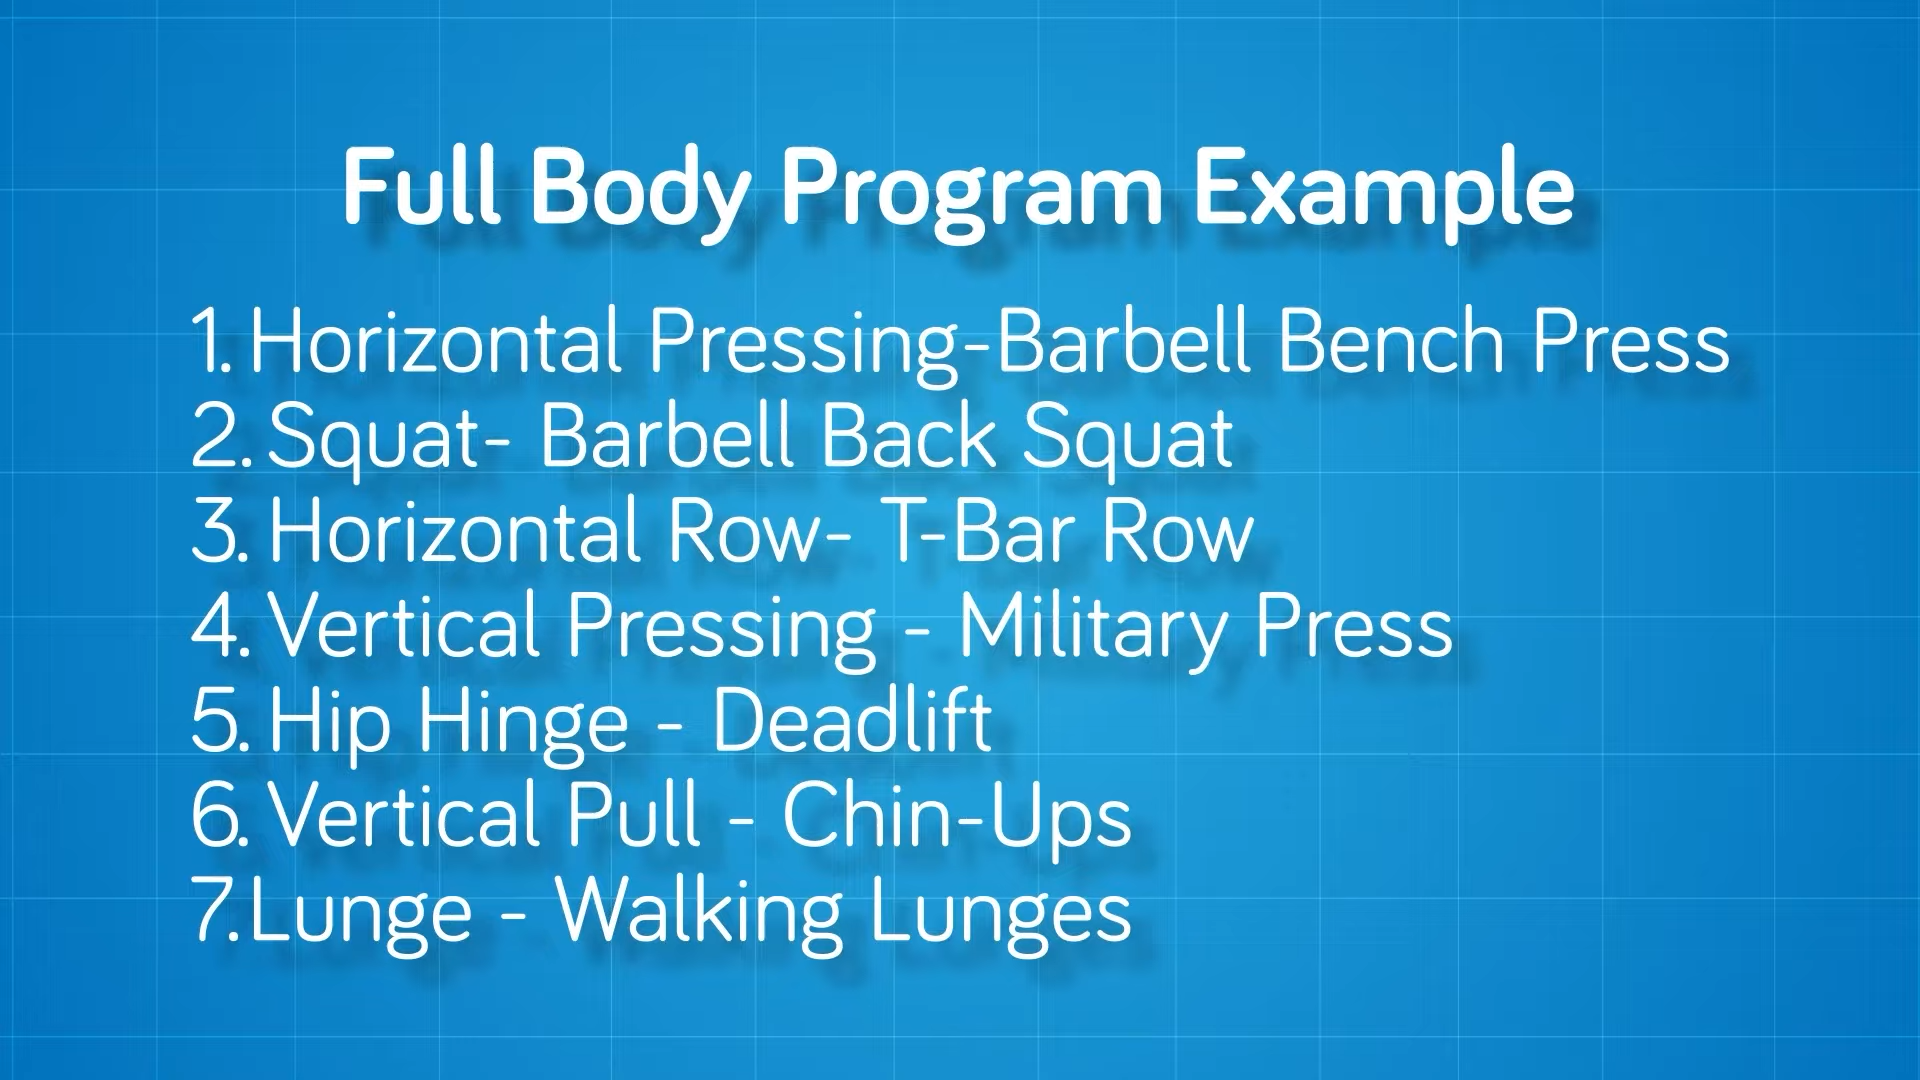 Full Body Program Example
1. Horizontal Pressing-Barbell Bench Press
2. Squat- Barbell Back Squat
3. Horizontal Row- T-Bar Row
4. Vertical Pressing - Military Press
5. Hip Hinge - Deadlift
6. Vertical Pull - Chin-Ups
7. Lunge - Walking Lunges